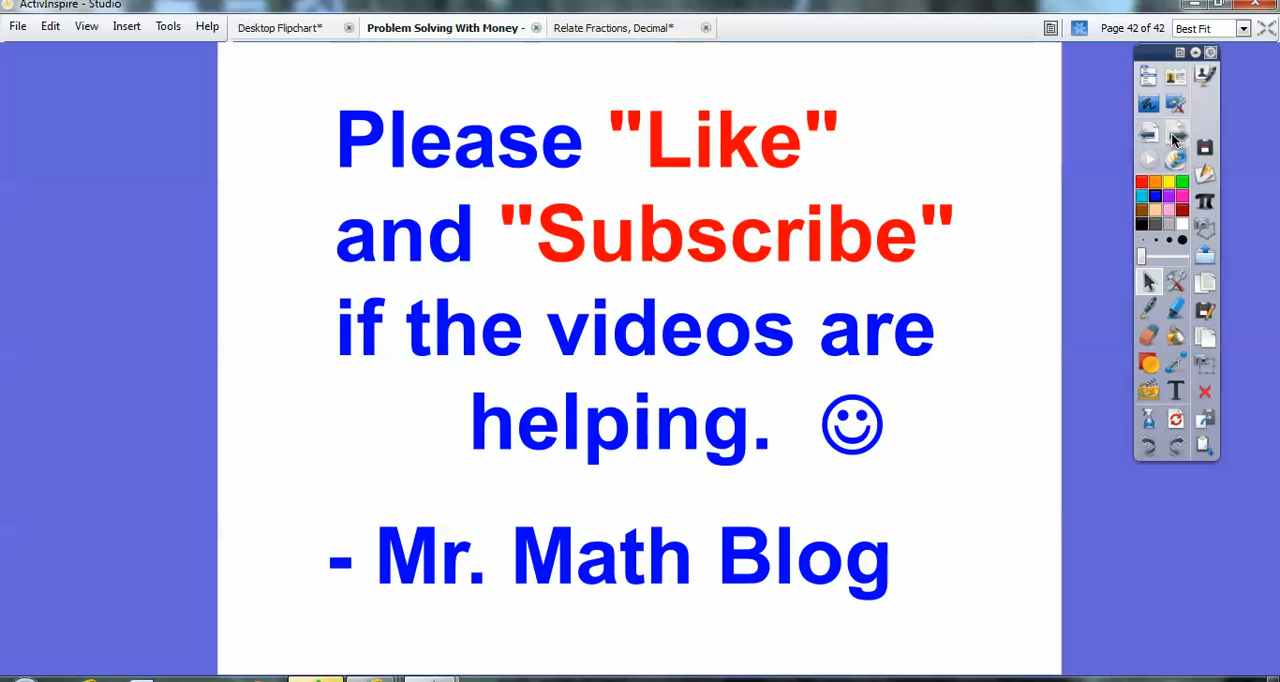 ActivInspire - Studio
File Edit View Insert Tools Help
Desktop Flipchart* Problem Solving With Money - Relate Fractions, Decimal* Page 42 of 42 Best Fit
Please "Like"
and "Subscribe"
if the videos are
helping. ☺
- Mr. Math Blog